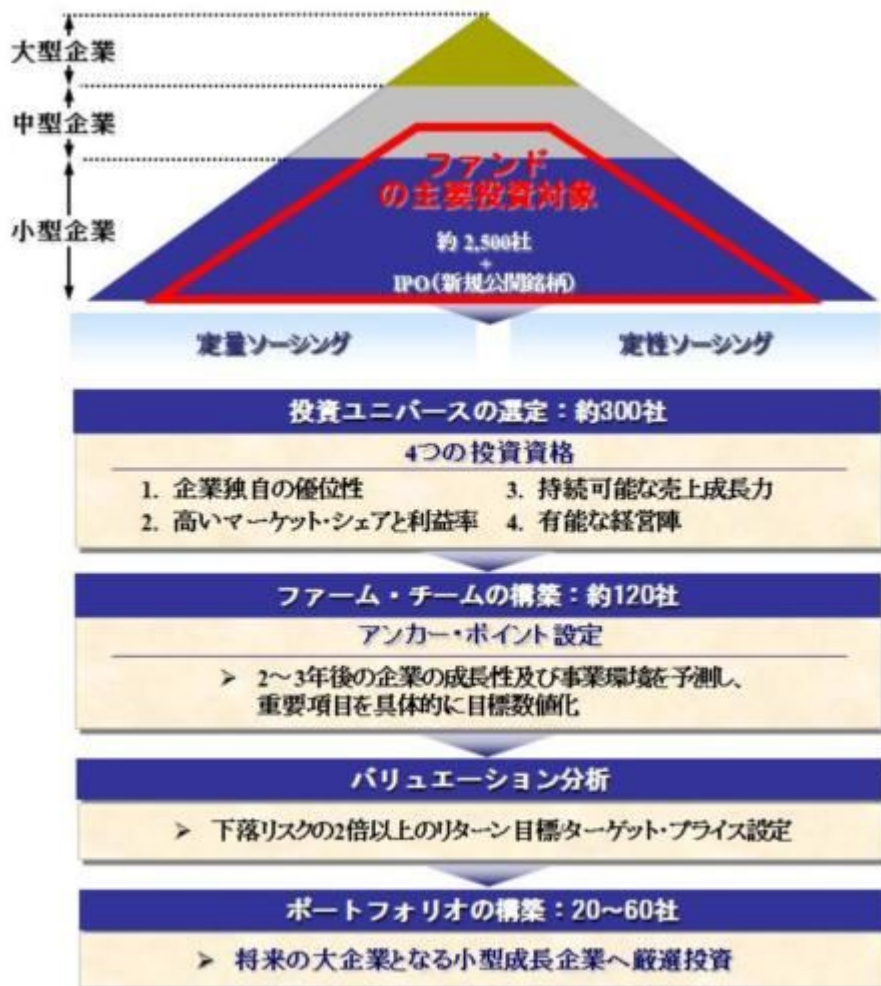 大型企業
中型企業
小型企業
ファンド
の主要投資対象
約 2,500社
+
IPO(新規公開銘柄)
定量ソーシング
定性ソーシング
投資ユニバースの選定：約300社
4つの投資資格
1. 企業独自の優位性
2. 高いマーケット・シェアと利益率
3. 持続可能な売上成長力
4. 有能な経営陣
ファーム・チームの構築：約120社
アンカー・ポイント設定
➢ 2～3年後の企業の成長性及び事業環境を予測し、
重要項目を具体的に目標数値化
バリュエーション分析
➢ 下落リスクの2倍以上のリターン目標/ターゲット・プライス設定
ポートフォリオの構築：20～60社
➢ 将来の大企業となる小型成長企業へ厳選投資